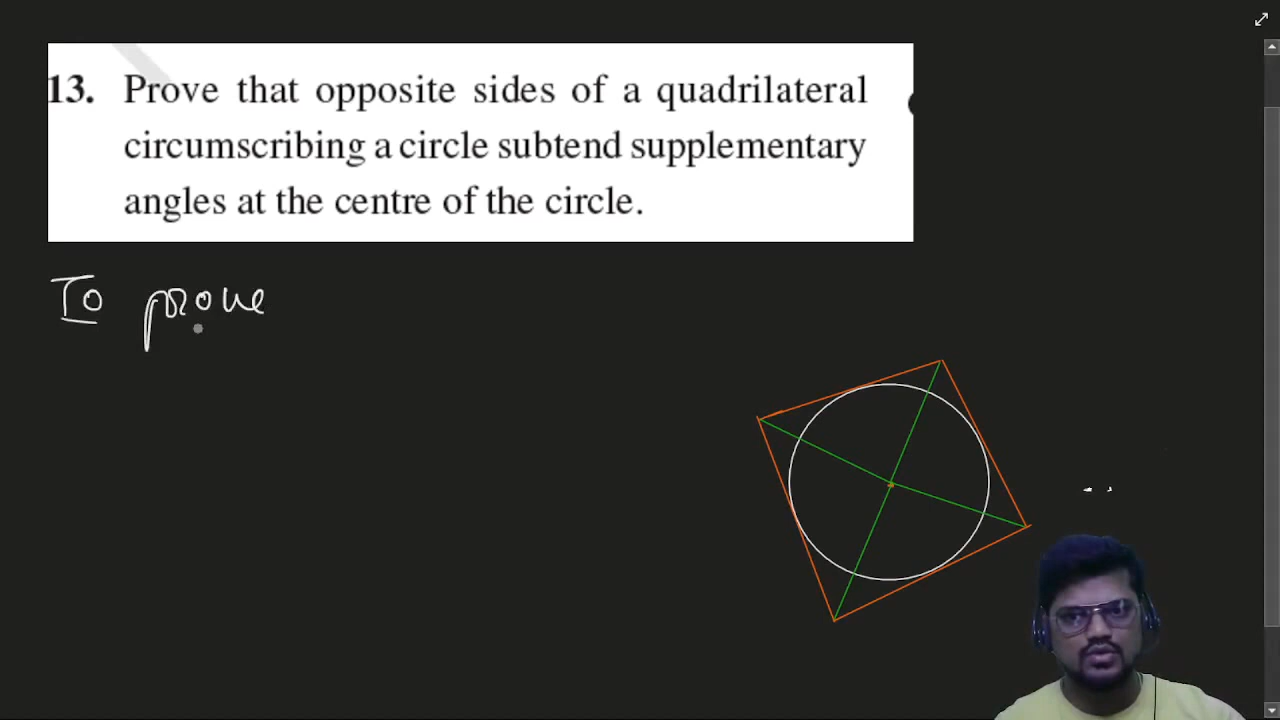 13. Prove that opposite sides of a quadrilateral
circumscribing a circle subtend supplementary
angles at the centre of the circle.
To prove